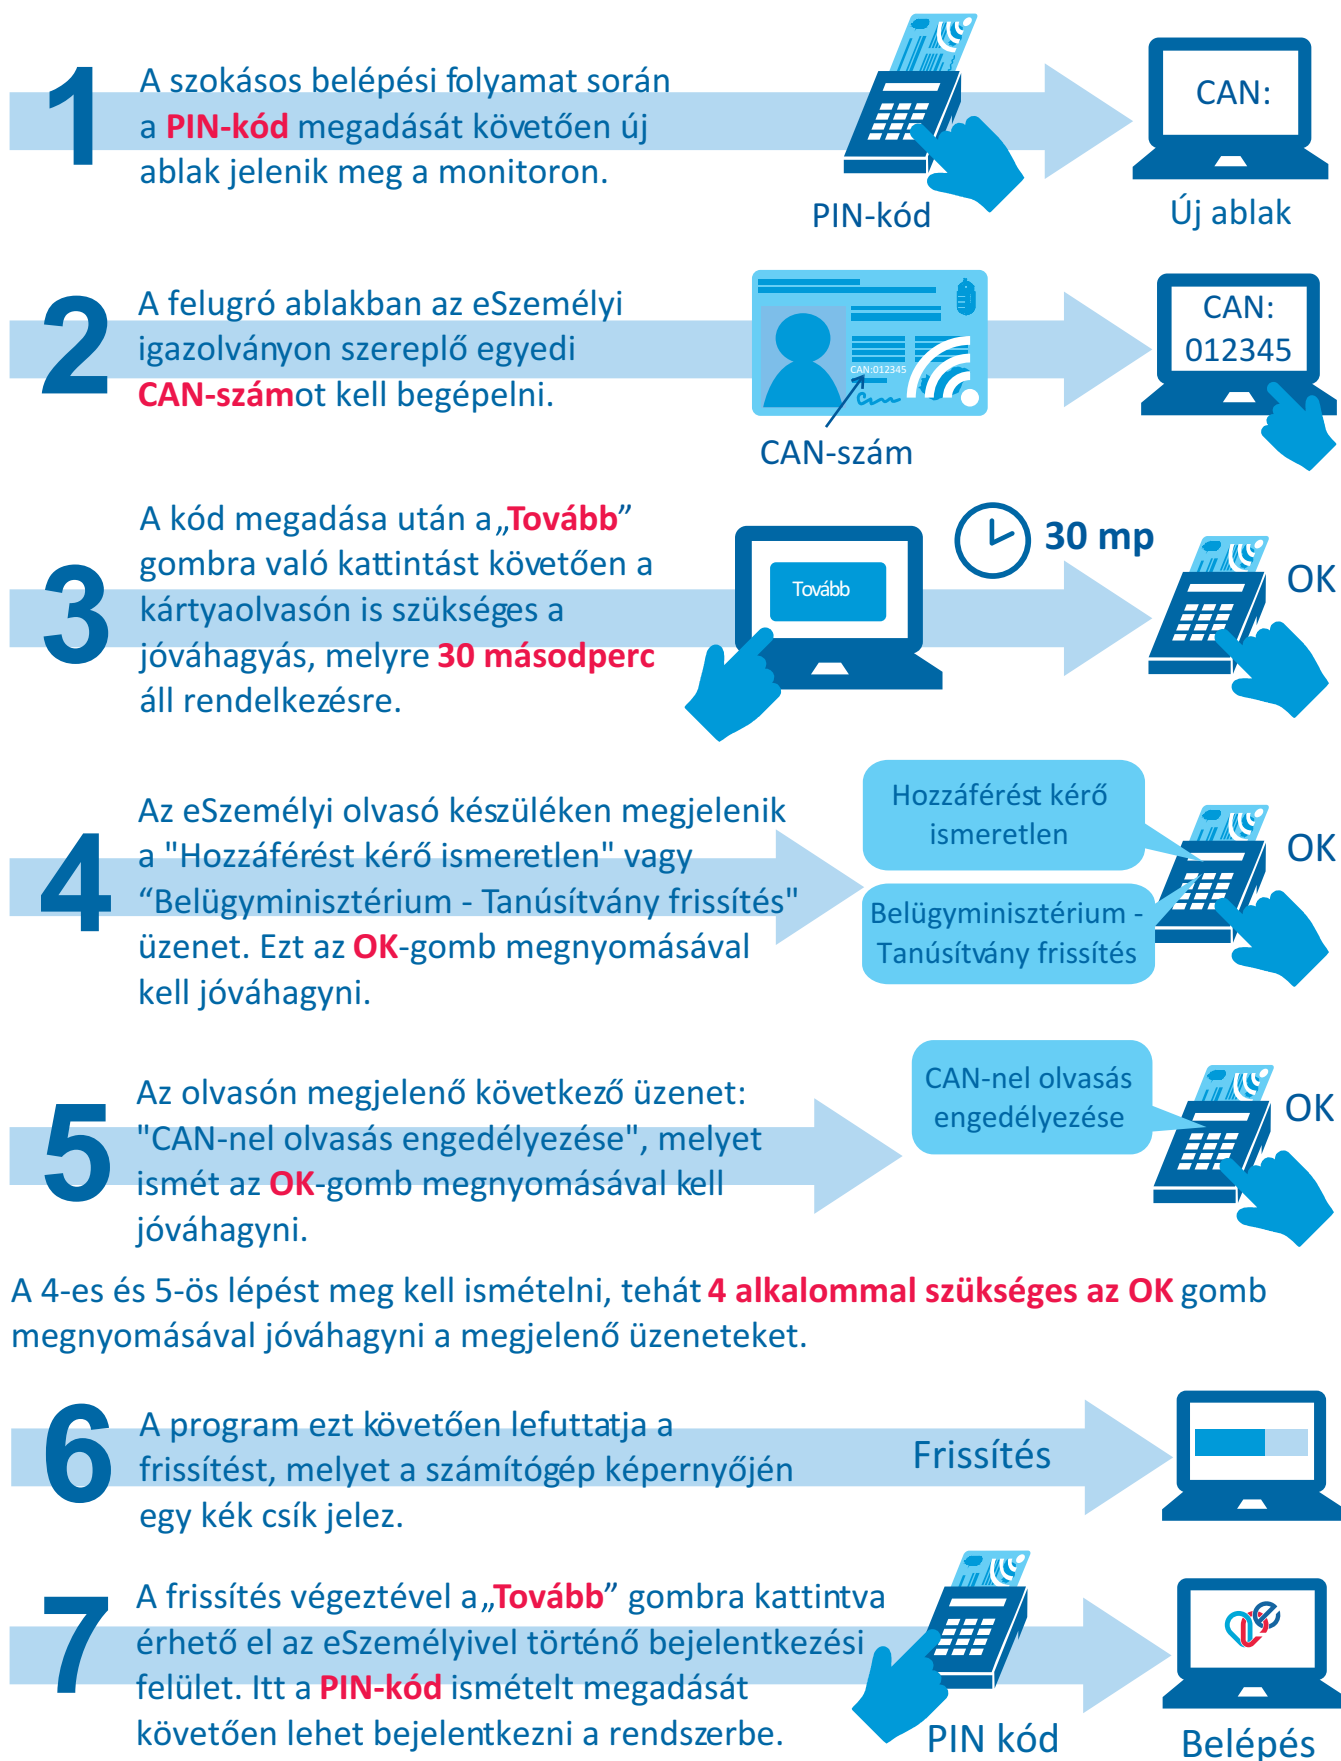 1
A szokásos belépési folyamat során
a PIN-kód megadását követően új
ablak jelenik meg a monitoron.
PIN-kód
CAN:
Új ablak
2
A felugró ablakban az eSzemélyi
igazolványon szereplő egyedi
CAN-számot kell begépelni.
CAN:012345
CAN-szám
CAN:
012345
3
A kód megadása után a „Tovább”
gombra való kattintást követően a
kártyaolvasón is szükséges a
jóváhagyás, melyre 30 másodperc
áll rendelkezésre.
Tovább
30 mp
OK
4
Az eSzemélyi olvasó készüléken megjelenik
a "Hozzáférést kérő ismeretlen" vagy
“Belügyminisztérium - Tanúsítvány frissítés"
üzenet. Ezt az OK-gomb megnyomásával
kell jóváhagyni.
Hozzáférést kérő
ismeretlen
Belügyminisztérium -
Tanúsítvány frissítés
OK
5
Az olvasón megjelenő következő üzenet:
"CAN-nel olvasás engedélyezése", melyet
ismét az OK-gomb megnyomásával kell
jóváhagyni.
CAN-nel olvasás
engedélyezése
OK
A 4-es és 5-ös lépést meg kell ismételni, tehát 4 alkalommal szükséges az OK gomb
megnyomásával jóváhagyni a megjelenő üzeneteket.
6
A program ezt követően lefuttatja a
frissítést, melyet a számítógép képernyőjén
egy kék csík jelez.
Frissítés
7
A frissítés végeztével a „Tovább” gombra kattintva
érhető el az eSzemélyivel történő bejelentkezési
felület. Itt a PIN-kód ismételt megadását
követően lehet bejelentkezni a rendszerbe.
PIN kód
Belépés